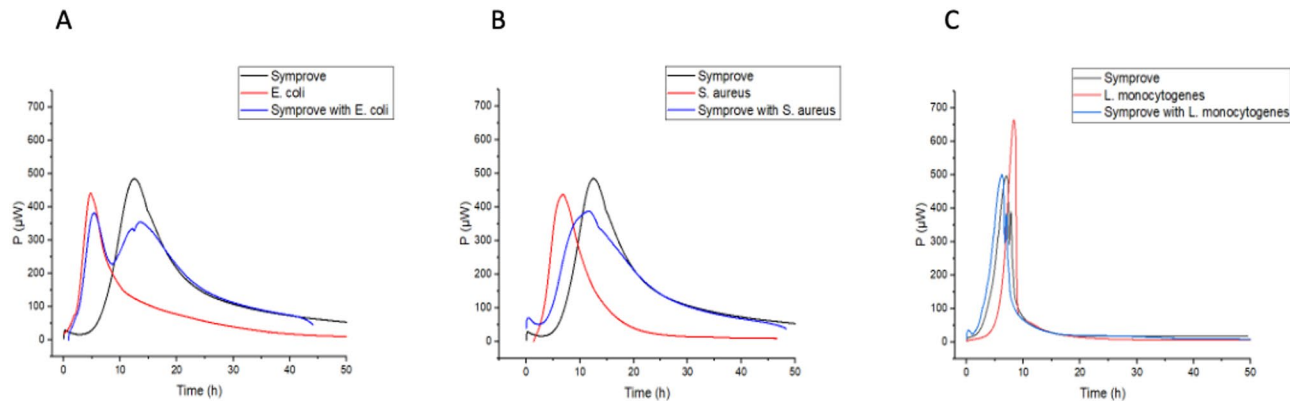 A
Symprove
E. coli
Symprove with E. coli
700
600
500
400
300
200
100
0
P (µW)
0 10 20 30 40 50
Time (h)
B
Symprove
S. aureus
Symprove with S. aureus
700
600
500
400
300
200
100
0
P (µW)
0 10 20 30 40 50
Time (h)
C
Symprove
L. monocytogenes
Symprove with L. monocytogenes
700
600
500
400
300
200
100
0
P (µW)
0 10 20 30 40 50
Time (h)